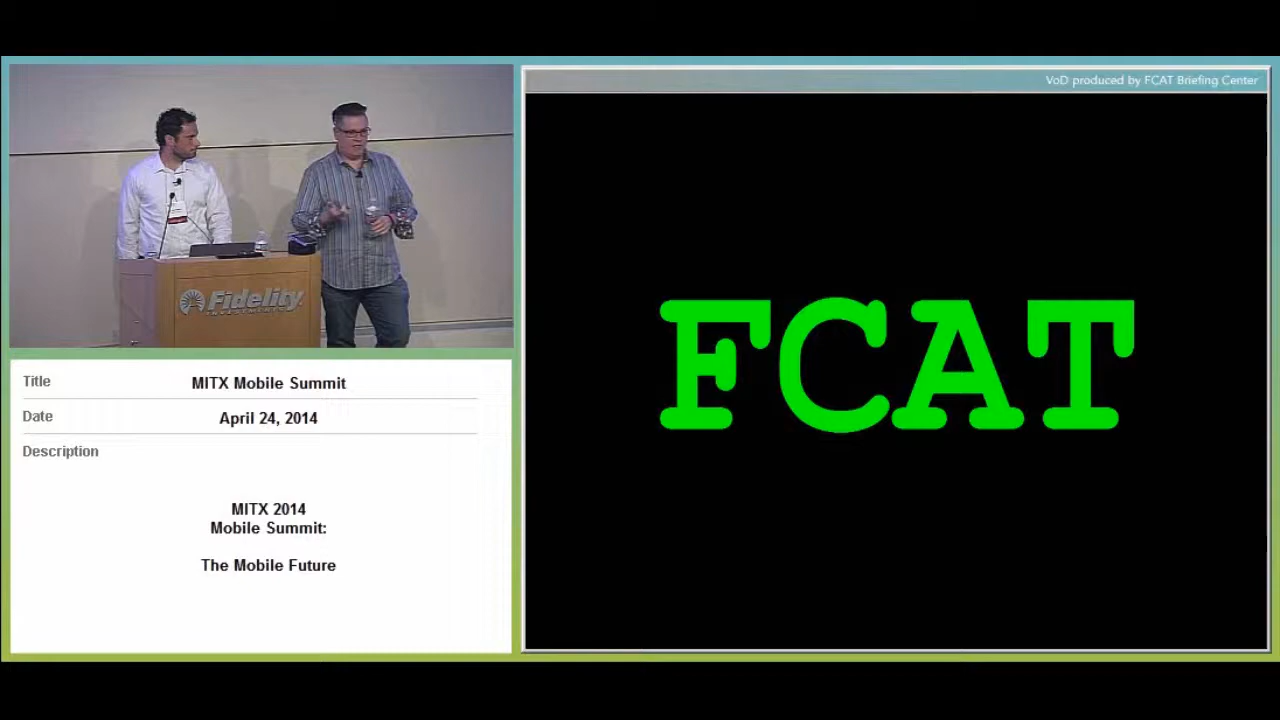 VoD produced by FCAT Briefing Center
Fidelity
INVESTMENTS
FCAT
Title
MITX Mobile Summit
Date
April 24, 2014
Description
MITX 2014
Mobile Summit:
The Mobile Future